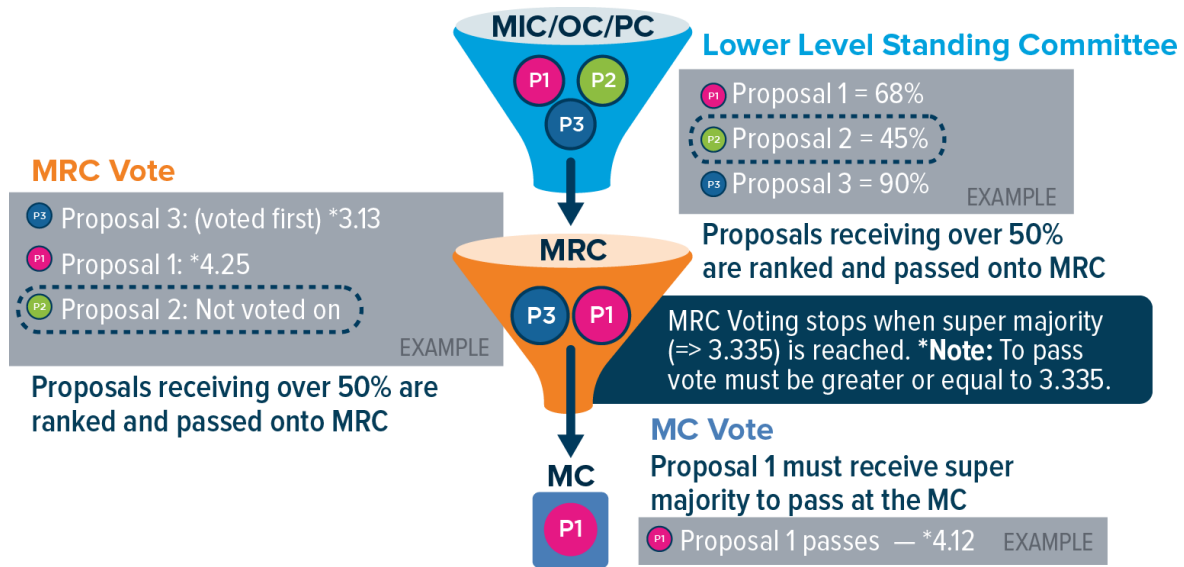 MIC/OC/PC
P1
P2
P3
Lower Level Standing Committee
P1 Proposal 1 = 68%
P2 Proposal 2 = 45%
P3 Proposal 3 = 90%
EXAMPLE
Proposals receiving over 50%
are ranked and passed onto MRC
MRC Vote
P3 Proposal 3: (voted first) *3.13
P1 Proposal 1: *4.25
P2 Proposal 2: Not voted on
EXAMPLE
Proposals receiving over 50% are
ranked and passed onto MRC
MRC
P3
P1
MRC Voting stops when super majority
(=> 3.335) is reached. *Note: To pass
vote must be greater or equal to 3.335.
MC Vote
Proposal 1 must receive super
majority to pass at the MC
MC
P1
P1 Proposal 1 passes — *4.12
EXAMPLE